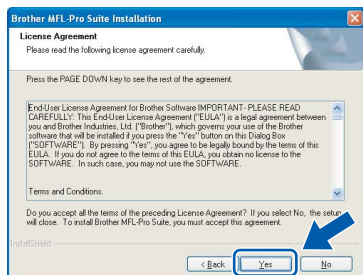 Brother MFL-Pro Suite Installation
License Agreement
Please read the following license agreement carefully.
Press the PAGE DOWN key to see the rest of the agreement.
End-User License Agreement for Brother Software IMPORTANT- PLEASE READ
CAREFULLY: This End-User License Agreement ("EULA") is a legal agreement between
you and Brother Industries, Ltd. ("Brother"), which governs your use of the Brother
software that will be installed if you press the "Yes" button on this Dialog Box
("SOFTWARE"). By pressing "Yes", you agree to be legally bound by the terms of this
EULA. If you do not agree to the terms of this EULA, you obtain no license to the
SOFTWARE. In such case, you may not use the SOFTWARE.
Terms and Conditions.
Do you accept all the terms of the preceding License Agreement? If you select No, the setup
will close. To install Brother MFL-Pro Suite, you must accept this agreement.
InstallShield
< Back
Yes
No